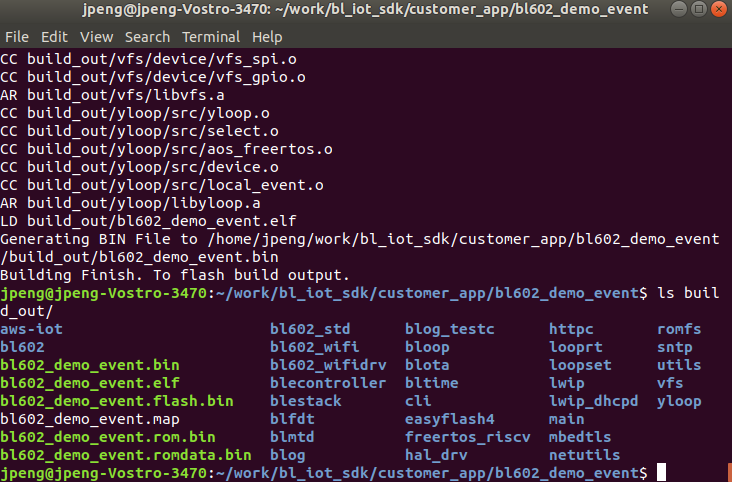 jpeng@jpeng-Vostro-3470: ~/work/bl_iot_sdk/customer_app/bl602_demo_event
File Edit View Search Terminal Help
CC build_out/vfs/device/vfs_spi.o
CC build_out/vfs/device/vfs_gpio.o
AR build_out/vfs/libvfs.a
CC build_out/yloop/src/yloop.o
CC build_out/yloop/src/select.o
CC build_out/yloop/src/aos_freertos.o
CC build_out/yloop/src/device.o
CC build_out/yloop/src/local_event.o
AR build_out/yloop/libyloop.a
LD build_out/bl602_demo_event.elf
Generating BIN File to /home/jpeng/work/bl_iot_sdk/customer_app/bl602_demo_event
/build_out/bl602_demo_event.bin
Building Finish. To flash build output.
jpeng@jpeng-Vostro-3470:~/work/bl_iot_sdk/customer_app/bl602_demo_event$ ls buil
d_out/
aws-iot bl602_std blog_testc httpc romfs
bl602 bl602_wifi bloop looprt sntp
bl602_demo_event.bin bl602_wifidrv blota loopset utils
bl602_demo_event.elf blecontroller bltime lwip vfs
bl602_demo_event.flash.bin blestack cli lwip_dhcpd yloop
bl602_demo_event.map blfdt easyflash4 main
bl602_demo_event.rom.bin blmtd freertos_riscv mbedtls
bl602_demo_event.romdata.bin blog hal_drv netutils
jpeng@jpeng-Vostro-3470:~/work/bl_iot_sdk/customer_app/bl602_demo_event$